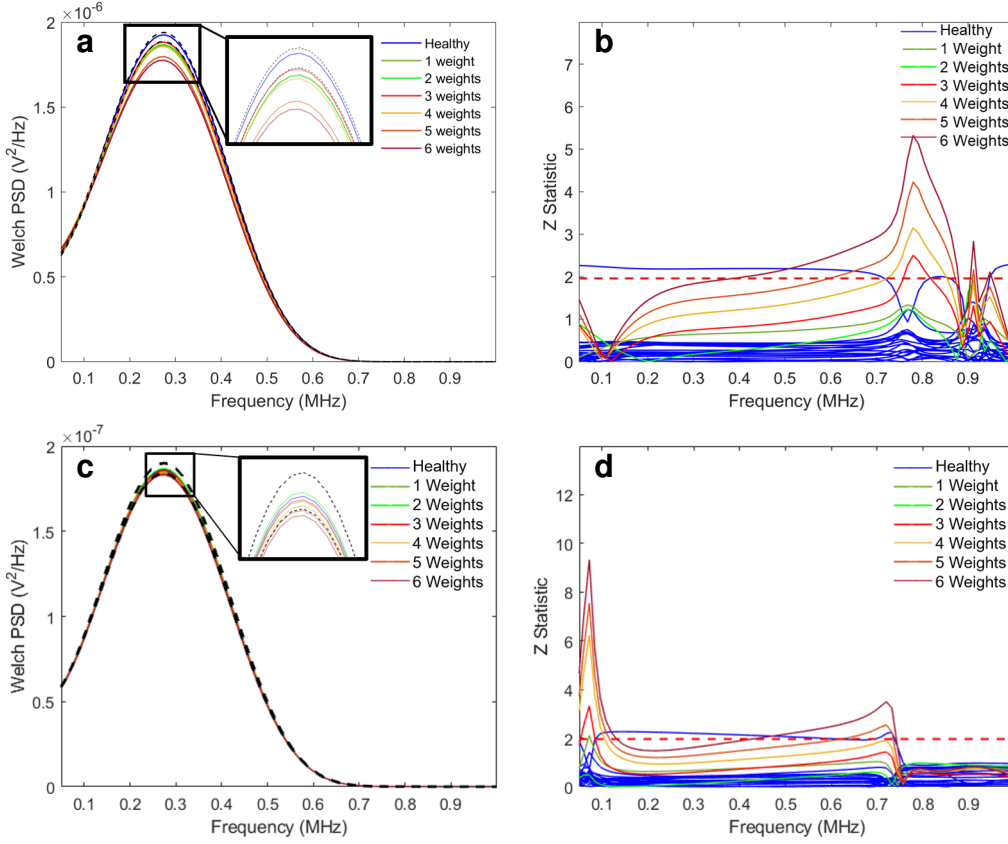 a
×10⁻⁶
2
1.5
1
0.5
0
Welch PSD (V²/Hz)
0.1 0.2 0.3 0.4 0.5 0.6 0.7 0.8 0.9
Frequency (MHz)
Healthy
1 weight
2 weights
3 weights
4 weights
5 weights
6 weights
b
7
6
5
4
3
2
1
0
Z Statistic
0.1 0.2 0.3 0.4 0.5 0.6 0.7 0.8 0.9
Frequency (MHz)
Healthy
1 Weight
2 Weights
3 Weights
4 Weights
5 Weights
6 Weights
c
×10⁻⁷
2
1.5
1
0.5
0
Welch PSD (V²/Hz)
0.1 0.2 0.3 0.4 0.5 0.6 0.7 0.8 0.9
Frequency (MHz)
Healthy
1 Weight
2 Weights
3 Weights
4 Weights
5 Weights
6 Weights
d
12
10
8
6
4
2
0
Z Statistic
0.1 0.2 0.3 0.4 0.5 0.6 0.7 0.8 0.9
Frequency (MHz)
Healthy
1 Weight
2 Weights
3 Weights
4 Weights
5 Weights
6 Weights